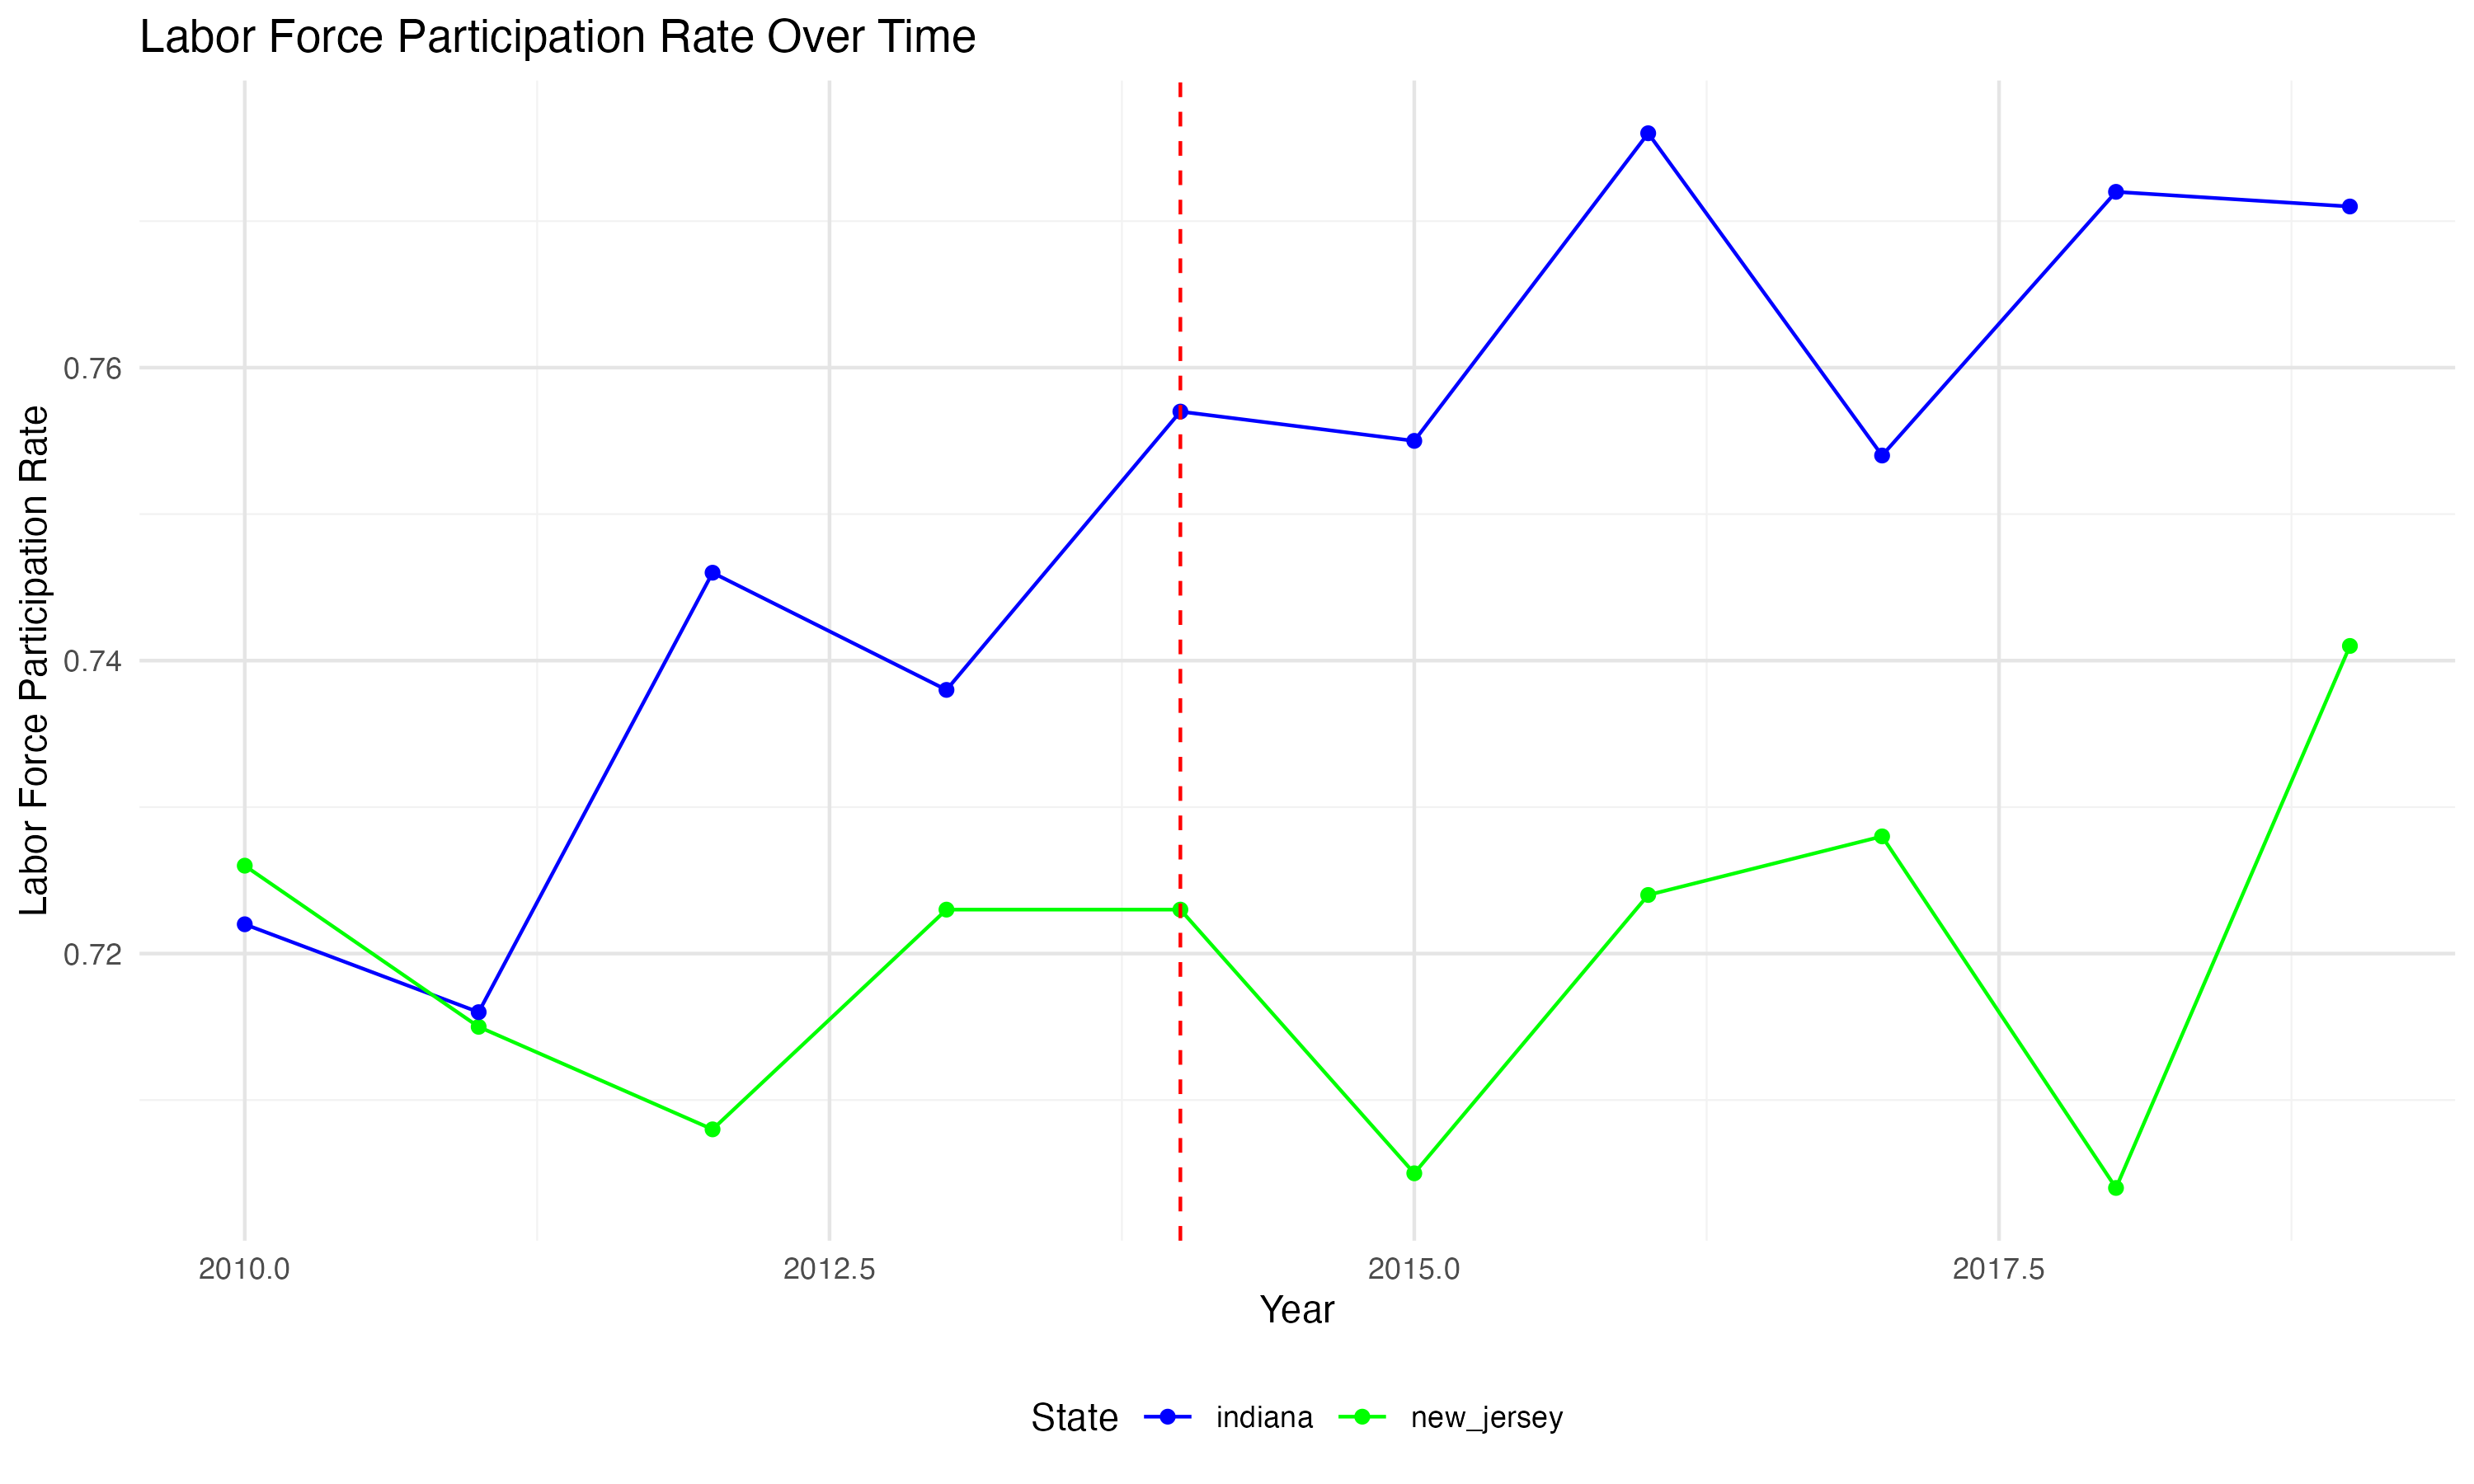 Labor Force Participation Rate Over Time
Labor Force Participation Rate
0.76
0.74
0.72
2010.0 2012.5 2015.0 2017.5
Year
State indiana new_jersey